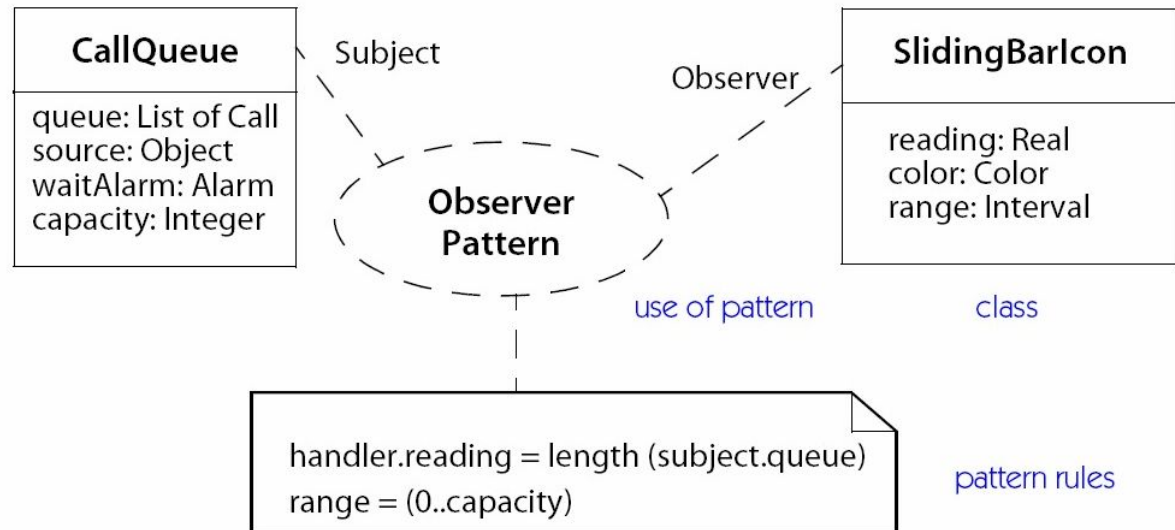 CallQueue
queue: List of Call
source: Object
waitAlarm: Alarm
capacity: Integer
Subject
Observer
SlidingBarIcon
reading: Real
color: Color
range: Interval
Observer
Pattern
use of pattern
class
handler.reading = length (subject.queue)
range = (0..capacity)
pattern rules